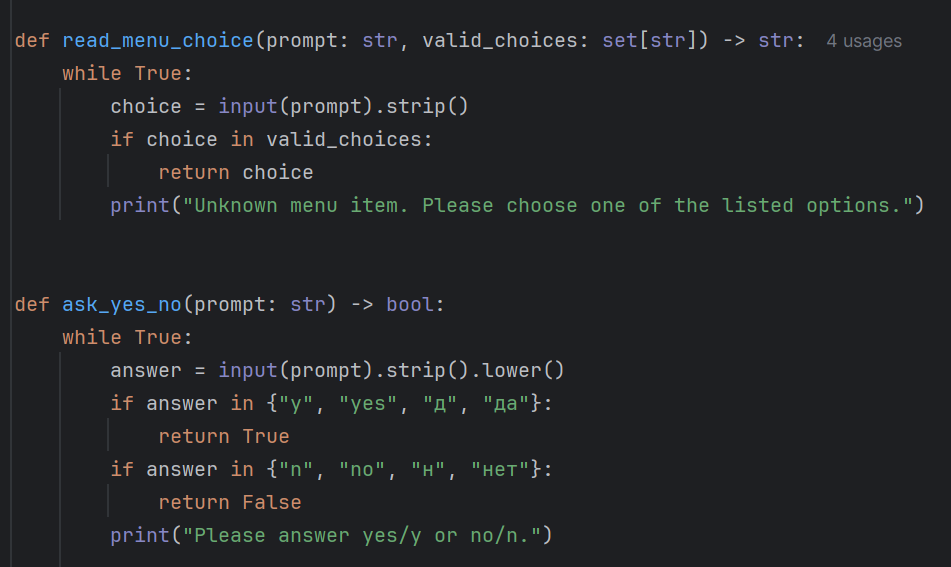 def read_menu_choice(prompt: str, valid_choices: set[str]) -> str: 4 usages
    while True:
        choice = input(prompt).strip()
        if choice in valid_choices:
            return choice
        print("Unknown menu item. Please choose one of the listed options.")
def ask_yes_no(prompt: str) -> bool:
    while True:
        answer = input(prompt).strip().lower()
        if answer in {"y", "yes", "д", "да"}:
            return True
        if answer in {"n", "no", "н", "нет"}:
            return False
        print("Please answer yes/y or no/n.")